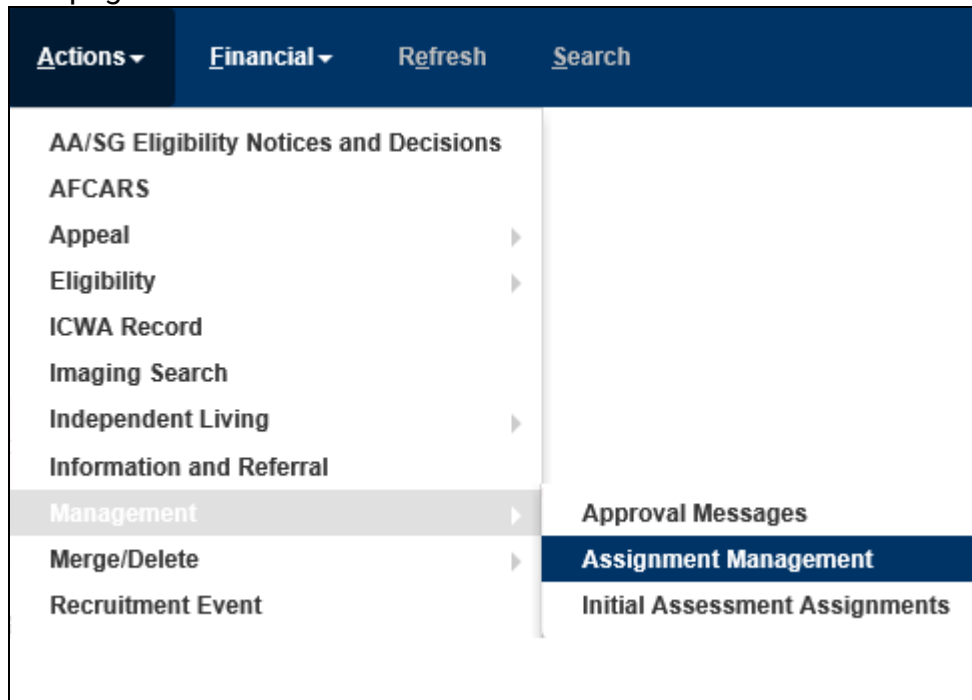 Actions Financial Refresh Search
AA/SG Eligibility Notices and Decisions
AFCARS
Appeal
Eligibility
ICWA Record
Imaging Search
Independent Living
Information and Referral
Management
Merge/Delete
Recruitment Event
Approval Messages
Assignment Management
Initial Assessment Assignments